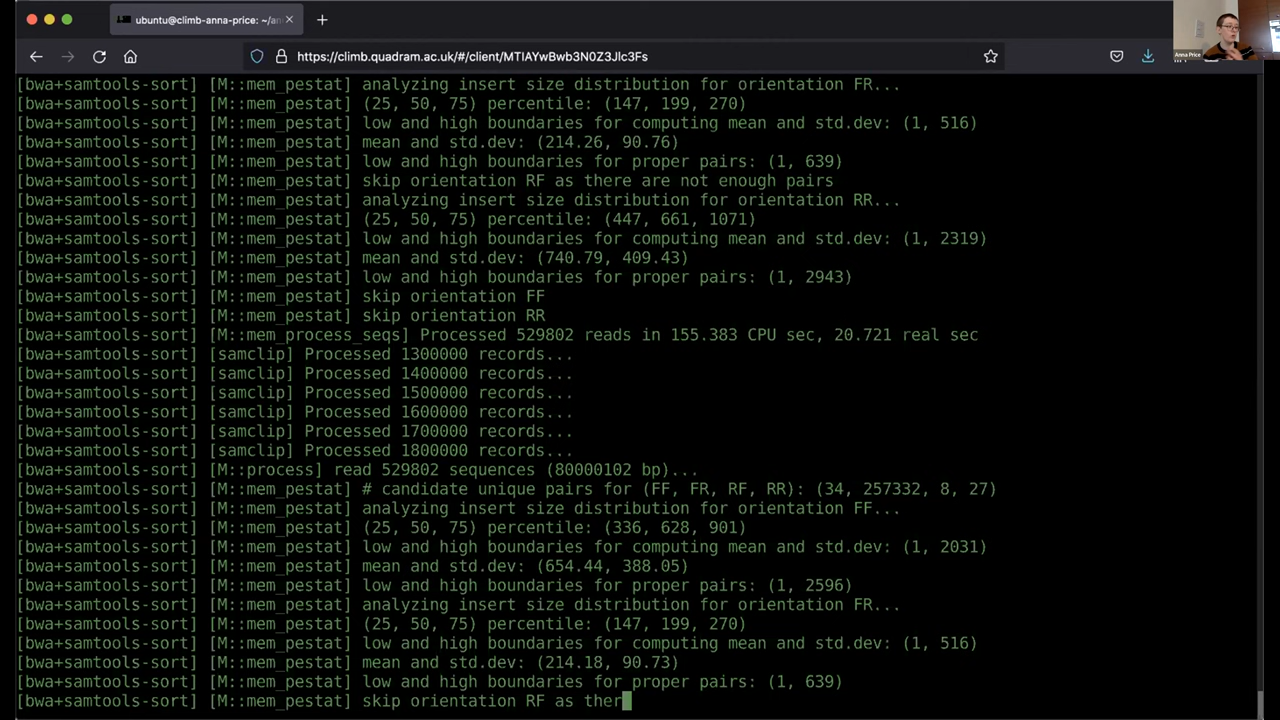 ubuntu@climb-anna-price: ~/an
https://climb.quadram.ac.uk/#/client/MTIAYwBwb3N0Z3Jlc3Fs
Anna Price
[bwa+samtools-sort] [M::mem_pestat] analyzing insert size distribution for orientation FR...
[bwa+samtools-sort] [M::mem_pestat] (25, 50, 75) percentile: (147, 199, 270)
[bwa+samtools-sort] [M::mem_pestat] low and high boundaries for computing mean and std.dev: (1, 516)
[bwa+samtools-sort] [M::mem_pestat] mean and std.dev: (214.26, 90.76)
[bwa+samtools-sort] [M::mem_pestat] low and high boundaries for proper pairs: (1, 639)
[bwa+samtools-sort] [M::mem_pestat] skip orientation RF as there are not enough pairs
[bwa+samtools-sort] [M::mem_pestat] analyzing insert size distribution for orientation RR...
[bwa+samtools-sort] [M::mem_pestat] (25, 50, 75) percentile: (447, 661, 1071)
[bwa+samtools-sort] [M::mem_pestat] low and high boundaries for computing mean and std.dev: (1, 2319)
[bwa+samtools-sort] [M::mem_pestat] mean and std.dev: (740.79, 409.43)
[bwa+samtools-sort] [M::mem_pestat] low and high boundaries for proper pairs: (1, 2943)
[bwa+samtools-sort] [M::mem_pestat] skip orientation FF
[bwa+samtools-sort] [M::mem_pestat] skip orientation RR
[bwa+samtools-sort] [M::mem_process_seqs] Processed 529802 reads in 155.383 CPU sec, 20.721 real sec
[bwa+samtools-sort] [samclip] Processed 1300000 records...
[bwa+samtools-sort] [samclip] Processed 1400000 records...
[bwa+samtools-sort] [samclip] Processed 1500000 records...
[bwa+samtools-sort] [samclip] Processed 1600000 records...
[bwa+samtools-sort] [samclip] Processed 1700000 records...
[bwa+samtools-sort] [samclip] Processed 1800000 records...
[bwa+samtools-sort] [M::process] read 529802 sequences (80000102 bp)...
[bwa+samtools-sort] [M::mem_pestat] # candidate unique pairs for (FF, FR, RF, RR): (34, 257332, 8, 27)
[bwa+samtools-sort] [M::mem_pestat] analyzing insert size distribution for orientation FF...
[bwa+samtools-sort] [M::mem_pestat] (25, 50, 75) percentile: (336, 628, 901)
[bwa+samtools-sort] [M::mem_pestat] low and high boundaries for computing mean and std.dev: (1, 2031)
[bwa+samtools-sort] [M::mem_pestat] mean and std.dev: (654.44, 388.05)
[bwa+samtools-sort] [M::mem_pestat] low and high boundaries for proper pairs: (1, 2596)
[bwa+samtools-sort] [M::mem_pestat] analyzing insert size distribution for orientation FR...
[bwa+samtools-sort] [M::mem_pestat] (25, 50, 75) percentile: (147, 199, 270)
[bwa+samtools-sort] [M::mem_pestat] low and high boundaries for computing mean and std.dev: (1, 516)
[bwa+samtools-sort] [M::mem_pestat] mean and std.dev: (214.18, 90.73)
[bwa+samtools-sort] [M::mem_pestat] low and high boundaries for proper pairs: (1, 639)
[bwa+samtools-sort] [M::mem_pestat] skip orientation RF as ther